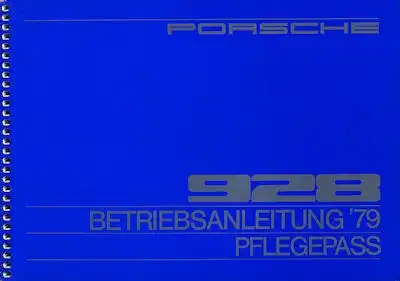 PORSCHE
928
BETRIEBSANLEITUNG '79
PFLEGEPASS